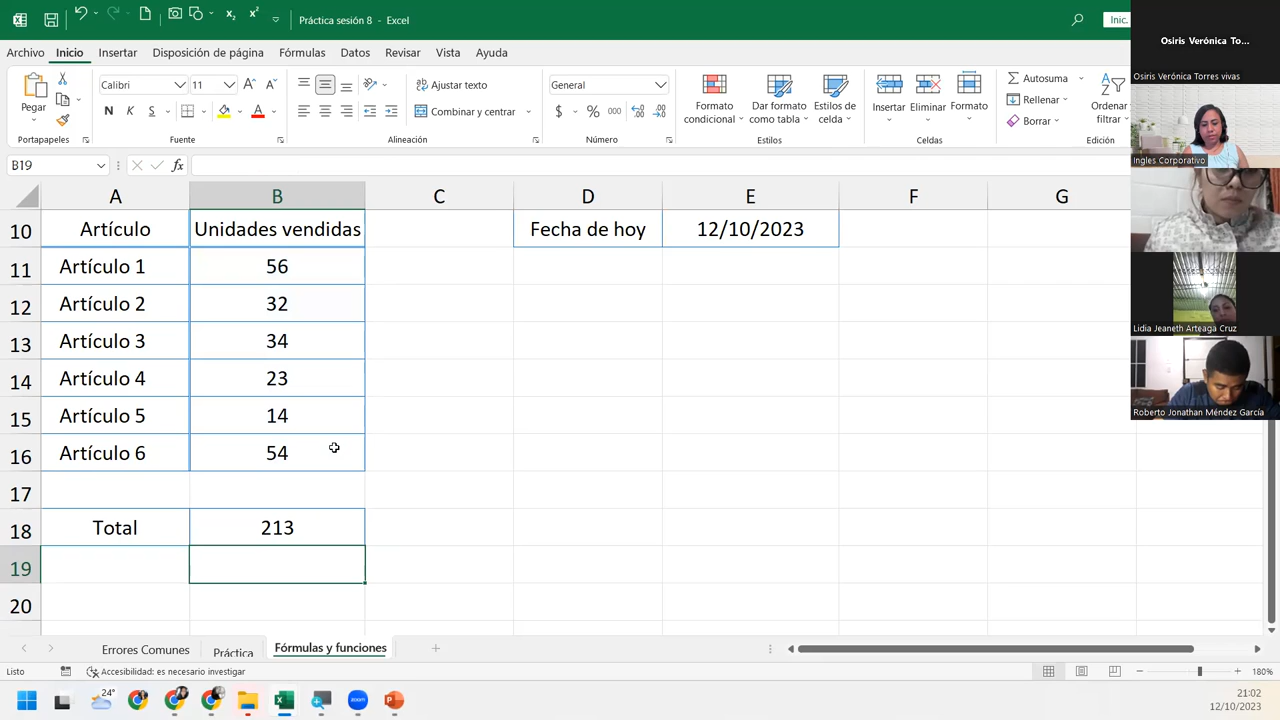 Práctica sesión 8 - Excel
Inic.
Archivo Inicio Insertar Disposición de página Fórmulas Datos Revisar Vista Ayuda
Pegar
Portapapeles
Calibri 11
N K S
Fuente
Ajustar texto
Combinar y centrar
Alineación
General
$ % 000
Número
Formato condicional
Dar formato como tabla
Estilos de celda
Estilos
Insertar Eliminar Formato
Celdas
Autosuma
Rellenar
Borrar
Ordenar filtrar
Edición
B19 fx
A B C D E F G
10 Artículo Unidades vendidas Fecha de hoy 12/10/2023
11 Artículo 1 56
12 Artículo 2 32
13 Artículo 3 34
14 Artículo 4 23
15 Artículo 5 14
16 Artículo 6 54
17
18 Total 213
19
20
Errores Comunes Práctica Fórmulas y funciones
Listo Accesibilidad: es necesario investigar 180%
24°
zoom
21:02
12/10/2023
Osiris Verónica To...
Osiris Verónica Torres vivas
Ingles Corporativo
Lidia Jeaneth Arteaga Cruz
Roberto Jonathan Méndez García